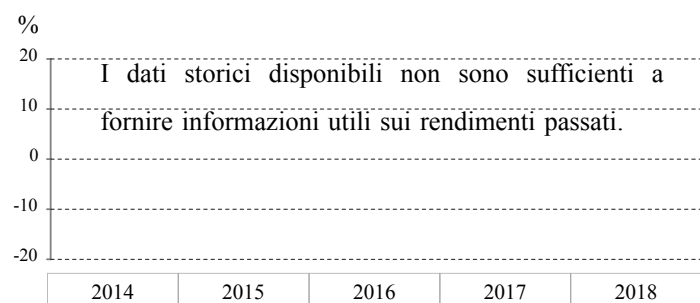 %
20
I dati storici disponibili non sono sufficienti a
10
fornire informazioni utili sui rendimenti passati.
0
-10
-20
2014 2015 2016 2017 2018